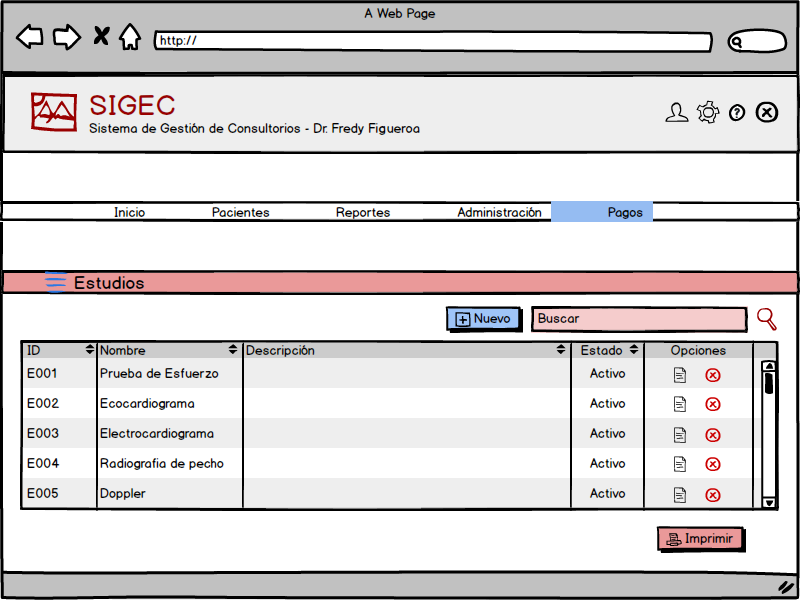 A Web Page
http://
SIGEC
Sistema de Gestión de Consultorios - Dr. Fredy Figueroa
Inicio Pacientes Reportes Administración Pagos
Estudios
Nuevo Buscar
ID Nombre Descripción Estado Opciones
E001 Prueba de Esfuerzo Activo
E002 Ecocardiograma Activo
E003 Electrocardiograma Activo
E004 Radiografia de pecho Activo
E005 Doppler Activo
Imprimir